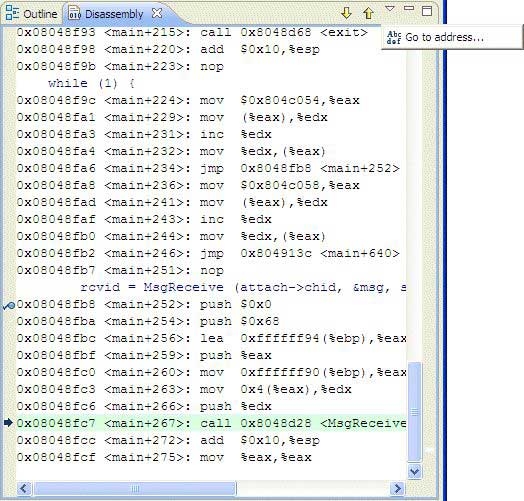 Outline Disassembly
Abc def Go to address...
0x08048f93 <main+215>: call 0x8048d68 <exit>
0x08048f98 <main+220>: add $0x10,%esp
0x08048f9b <main+223>: nop
while (1) {
0x08048f9c <main+224>: mov $0x804c054,%eax
0x08048fa1 <main+229>: mov (%eax),%edx
0x08048fa3 <main+231>: inc %edx
0x08048fa4 <main+232>: mov %edx,(%eax)
0x08048fa6 <main+234>: jmp 0x8048fb8 <main+252>
0x08048fa8 <main+236>: mov $0x804c058,%eax
0x08048fad <main+241>: mov (%eax),%edx
0x08048faf <main+243>: inc %edx
0x08048fb0 <main+244>: mov %edx,(%eax)
0x08048fb2 <main+246>: jmp 0x804913c <main+640>
0x08048fb7 <main+251>: nop
rcvid = MsgReceive (attach->chid, &msg, s
0x08048fb8 <main+252>: push $0x0
0x08048fba <main+254>: push $0x68
0x08048fbc <main+256>: lea 0xffffff94(%ebp),%eax
0x08048fbf <main+259>: push %eax
0x08048fc0 <main+260>: mov 0xffffff90(%ebp),%eax
0x08048fc3 <main+263>: mov 0x4(%eax),%edx
0x08048fc6 <main+266>: push %edx
0x08048fc7 <main+267>: call 0x8048d28 <MsgReceive
0x08048fcc <main+272>: add $0x10,%esp
0x08048fcf <main+275>: mov %eax,%eax